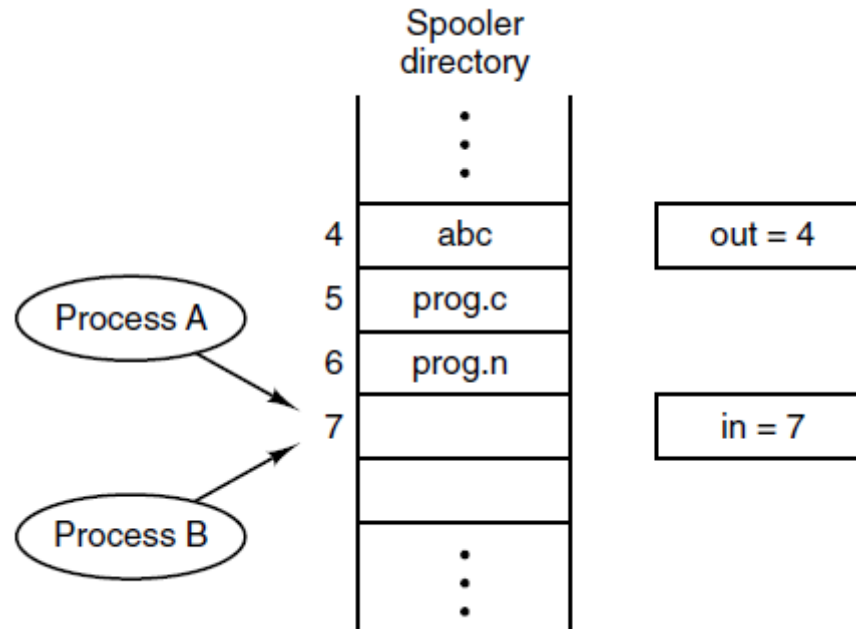 Spooler
directory
4 abc out = 4
5 prog.c
Process A
6 prog.n
7 in = 7
Process B